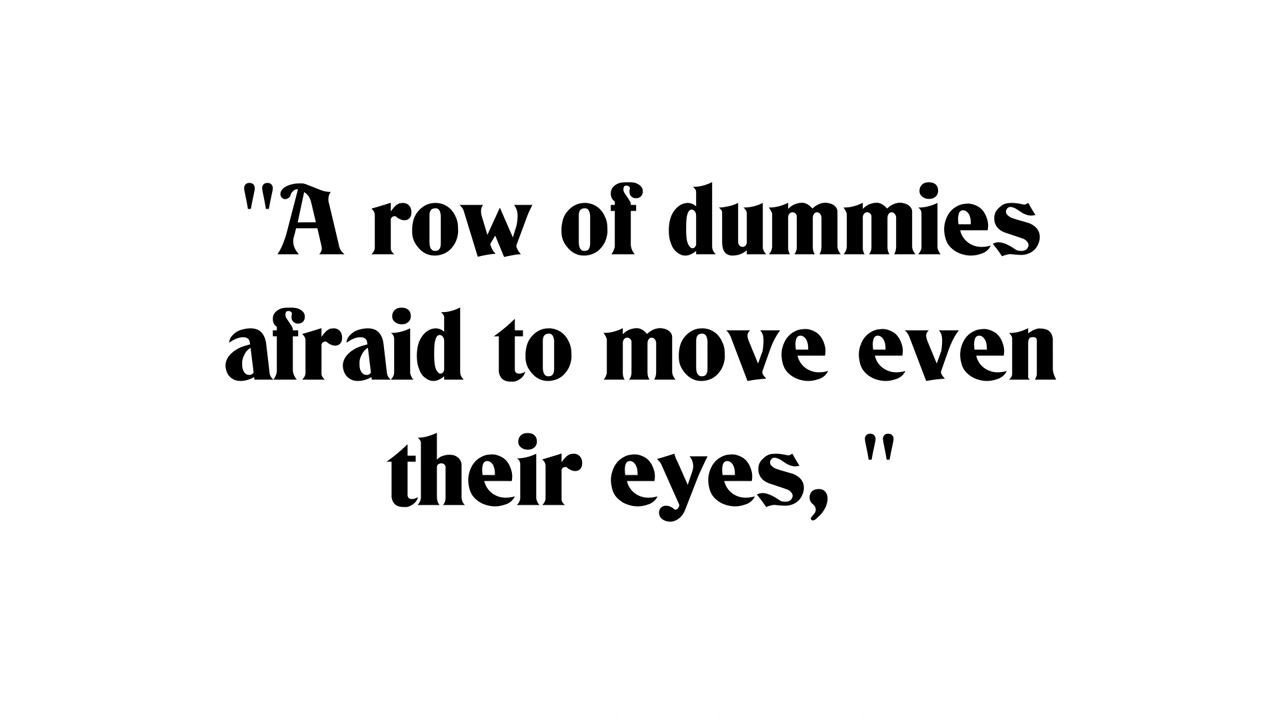 "A row of dummies
afraid to move even
their eyes, "